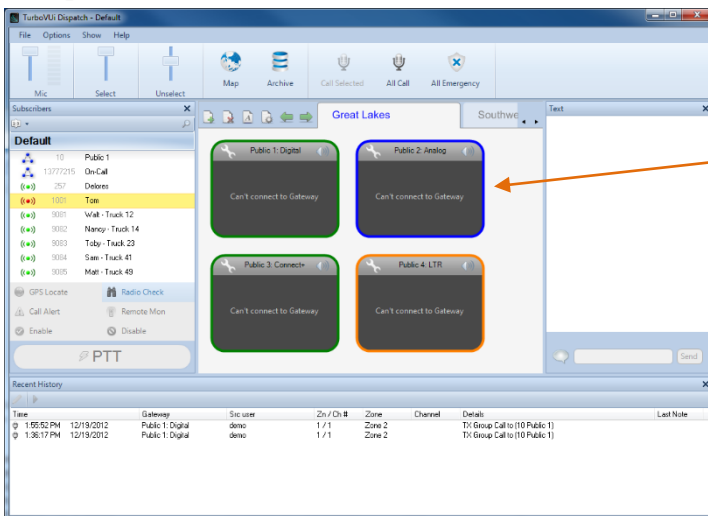 TurboVUi Dispatch - Default
File Options Show Help
Mic Select Unselect Map Archive Call Selected All Call All Emergency
Subscribers
Default
10 Public 1
13777215 On-Call
257 Delores
1001 Tom
9081 Walt - Truck 12
9082 Nancy - Truck 14
9083 Toby - Truck 23
9084 Sam - Truck 41
9085 Matt - Truck 49
GPS Locate Radio Check
Call Alert Remote Mon
Enable Disable
PTT
Great Lakes Southwe
Public 1: Digital
Can't connect to Gateway
Public 2: Analog
Can't connect to Gateway
Public 3: Connect+
Can't connect to Gateway
Public 4: LTR
Can't connect to Gateway
Text
Send
Recent History
Time Gateway Src user Zn / Ch # Zone Channel Details Last Note
1:55:52 PM 12/19/2012 Public 1: Digital demo 1 / 1 Zone 2 TX Group Call to (10 Public 1)
1:36:17 PM 12/19/2012 Public 1: Digital demo 1 / 1 Zone 2 TX Group Call to (10 Public 1)